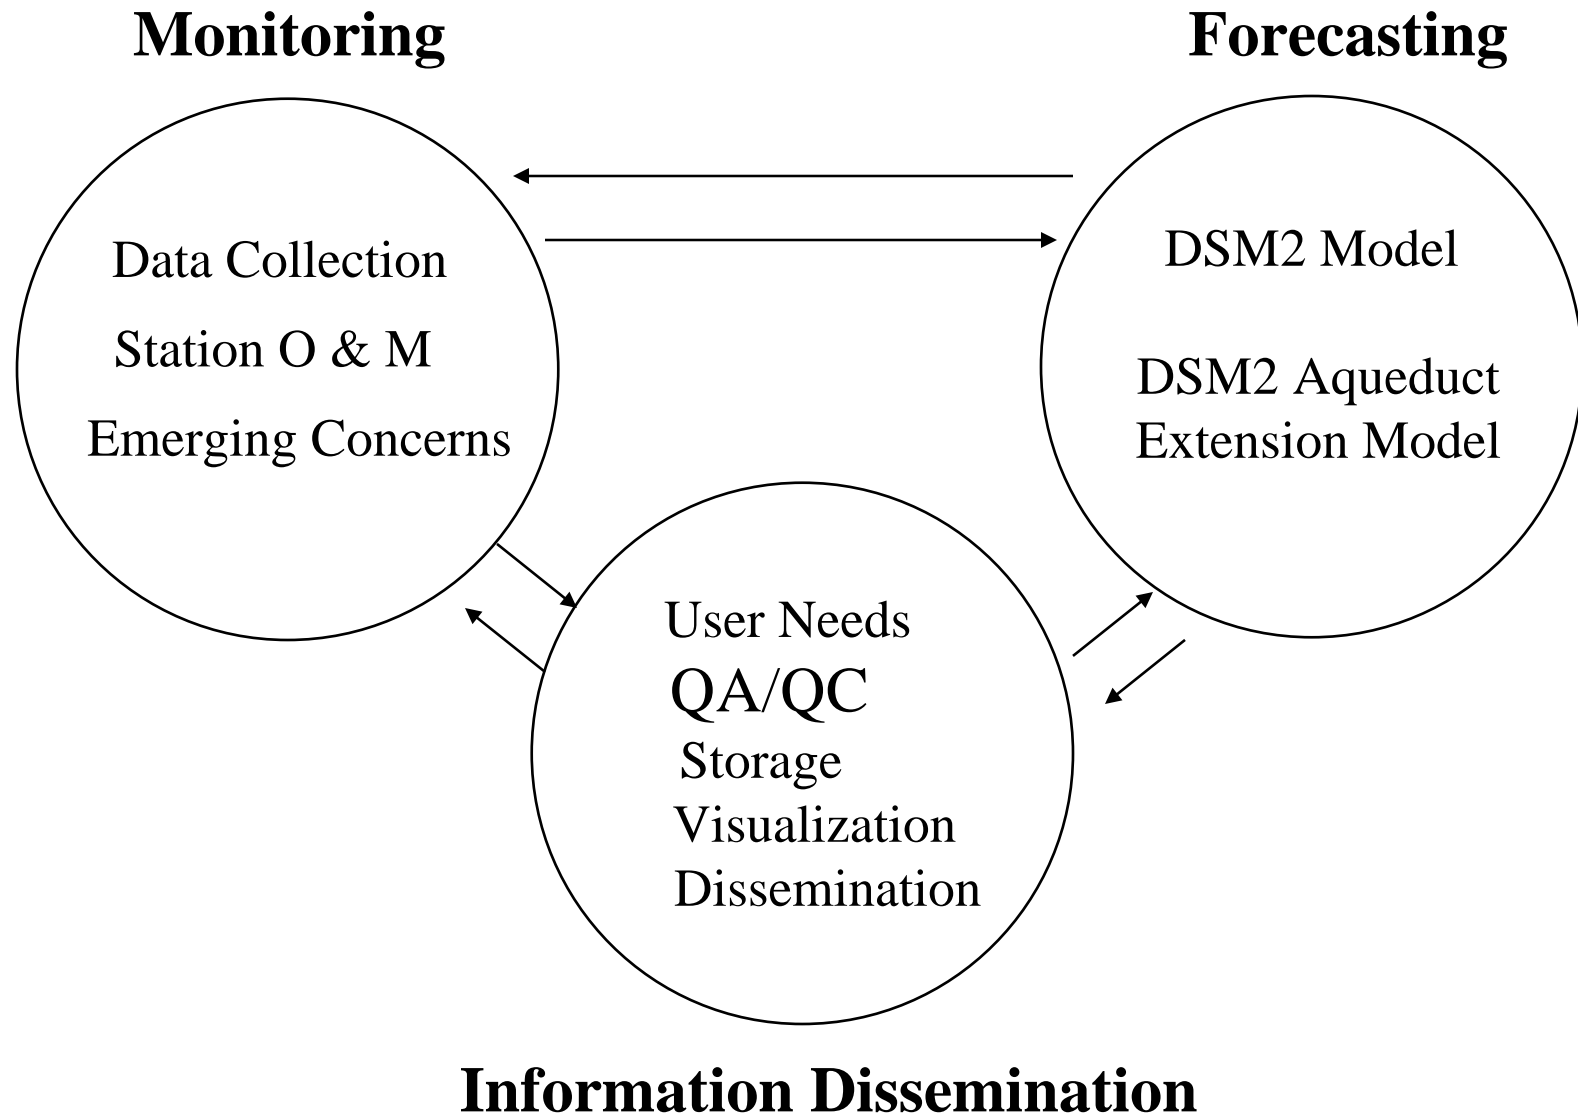 Monitoring
Forecasting
Data Collection
Station O & M
Emerging Concerns
DSM2 Model
DSM2 Aqueduct
Extension Model
User Needs
QA/QC
Storage
Visualization
Dissemination
Information Dissemination